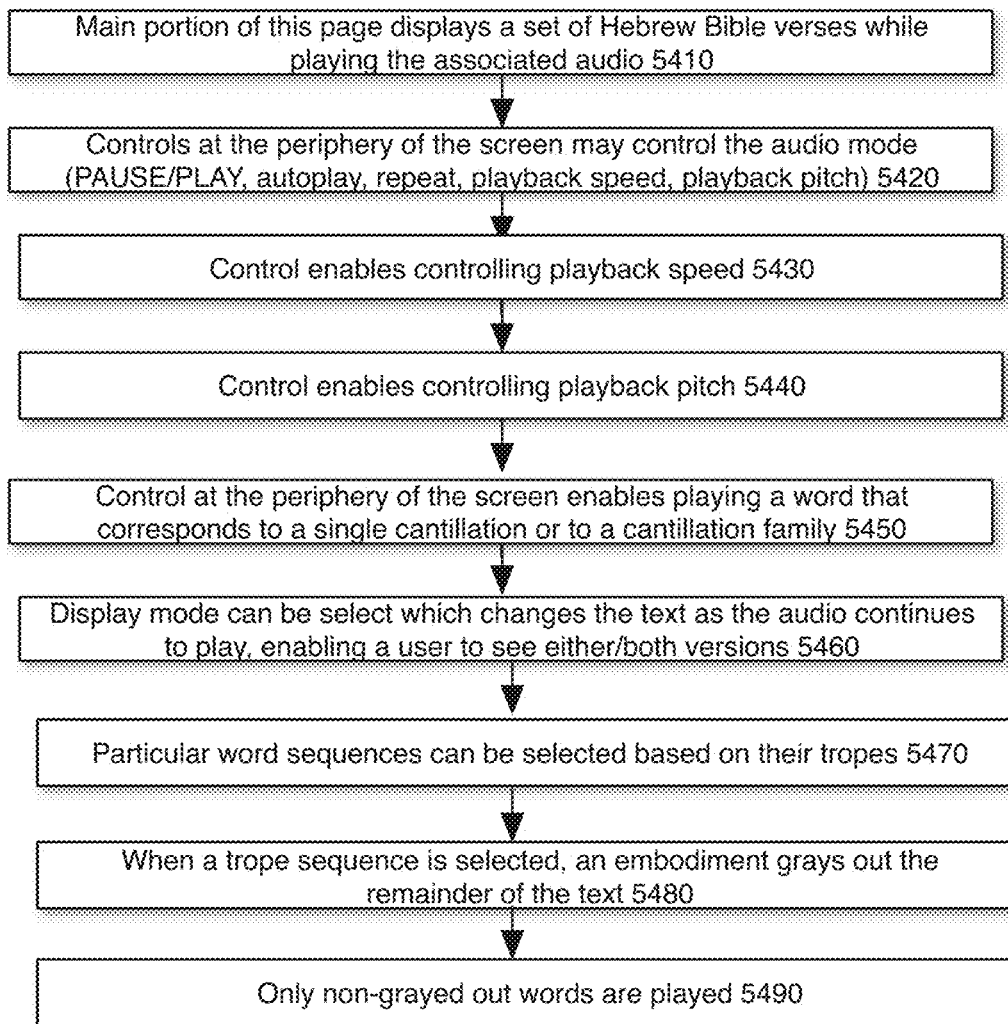 Main portion of this page displays a set of Hebrew Bible verses while
playing the associated audio 5410
Controls at the periphery of the screen may control the audio mode
(PAUSE/PLAY, autoplay, repeat, playback speed, playback pitch) 5420
Control enables controlling playback speed 5430
Control enables controlling playback pitch 5440
Control at the periphery of the screen enables playing a word that
corresponds to a single cantillation or to a cantillation family 5450
Display mode can be select which changes the text as the audio continues
to play, enabling a user to see either/both versions 5460
Particular word sequences can be selected based on their tropes 5470
When a trope sequence is selected, an embodiment grays out the
remainder of the text 5480
Only non-grayed out words are played 5490